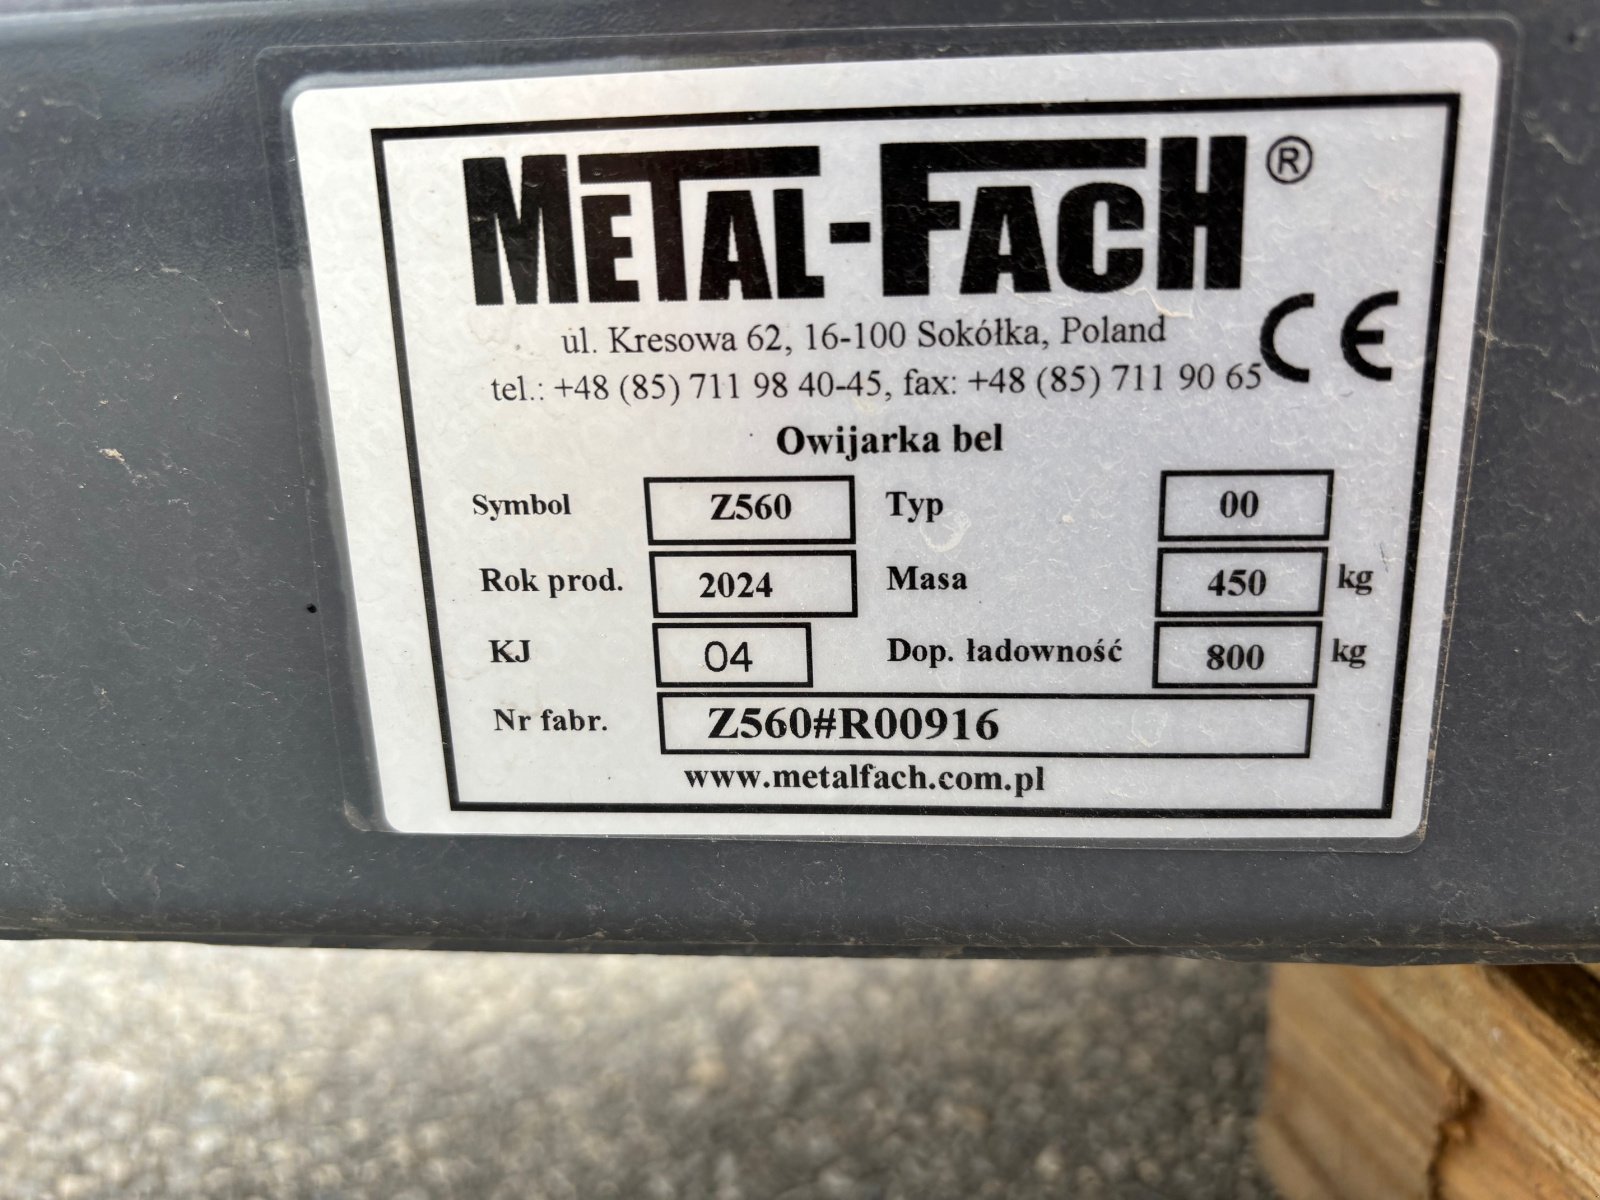 METAL-FACH®
ul. Kresowa 62, 16-100 Sokółka, Poland
tel.: +48 (85) 711 98 40-45, fax: +48 (85) 711 90 65
CE
Owijarka bel
Symbol Z560 Typ 00
Rok prod. 2024 Masa 450 kg
KJ 04 Dop. ładowność 800 kg
Nr fabr. Z560#R00916
www.metalfach.com.pl